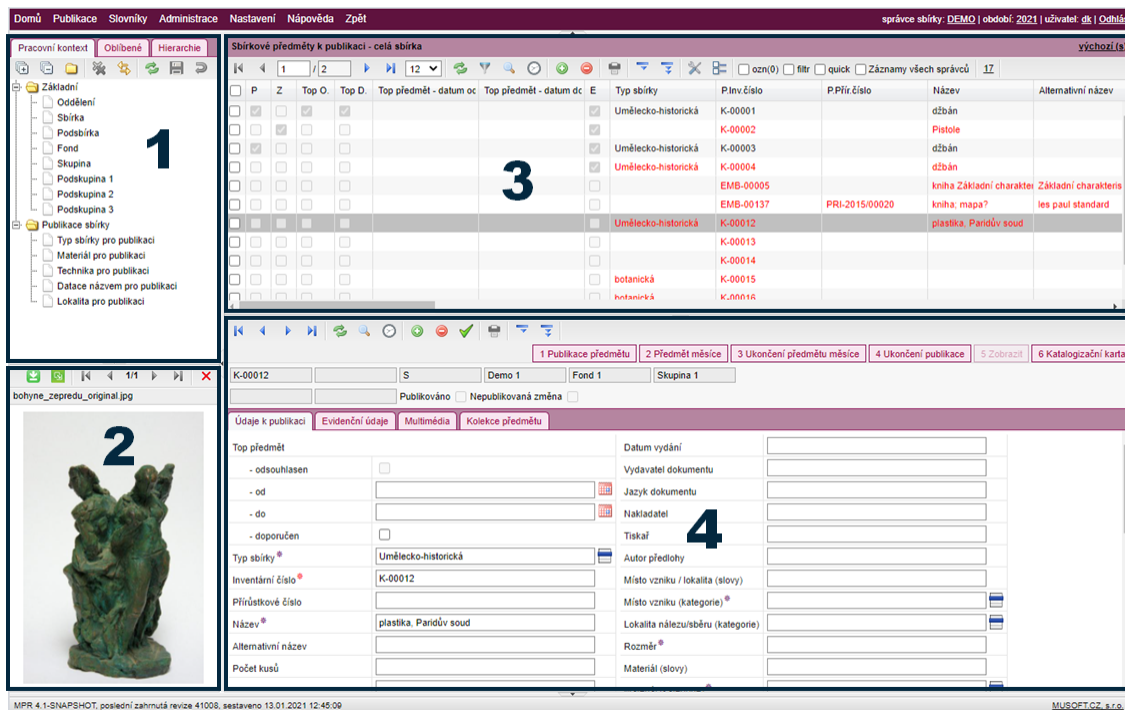 Domů Publikace Slovníky Administrace Nastavení Nápověda Zpět
správce sbírky: DEMO | období: 2021 | uživatel: dk | Odhlás
Pracovní kontext Oblíbené Hierarchie
Základní
Oddělení
Sbírka
Podsbírka
Fond
Skupina
Podskupina 1
Podskupina 2
Podskupina 3
Publikace sbírky
Typ sbírky pro publikaci
Materiál pro publikaci
Technika pro publikaci
Datace názvem pro publikaci
Lokalita pro publikaci
1
1/1
bohyne_zepredu_original.jpg
2
Sbírkové předměty k publikaci - celá sbírka
výchozí (s
1 / 2 12 ozn(0) filtr quick Záznamy všech správců 17
P Z Top O. Top D. Top předmět - datum oc Top předmět - datum dc E Typ sbírky P.Inv.číslo P.Přír.číslo Název Alternativní název
Umělecko-historická K-00001 džbán
K-00002 Pistole
Umělecko-historická K-00003 džbán
Umělecko-historická K-00004 džbán
EMB-00005 kniha Základní charakter Základní charakteris
EMB-00137 PRI-2015/00020 kniha; mapa? les paul standard
Umělecko-historická K-00012 plastika, Paridův soud
K-00013
K-00014
botanická K-00015
botanická K-00016
3
1 Publikace předmětu 2 Předmět měsíce 3 Ukončení předmětu měsíce 4 Ukončení publikace 5 Zobrazit 6 Katalogizační karta
K-00012 S Demo 1 Fond 1 Skupina 1
Publikováno Nepublikovaná změna
Údaje k publikaci Evidenční údaje Multimédia Kolekce předmětu
Top předmět
- odsouhlasen
- od
- do
- doporučen
Typ sbírky* Umělecko-historická
Inventární číslo K-00012
Přírůstkové číslo
Název* plastika, Paridův soud
Alternativní název
Počet kusů
Datum vydání
Vydavatel dokumentu
Jazyk dokumentu
Nakladatel
Tiskař
Autor předlohy
Místo vzniku / lokalita (slovy)
Místo vzniku (kategorie)*
Lokalita nálezu/sběru (kategorie)
Rozměr*
Materiál (slovy)
4
MPR 4.1-SNAPSHOT, poslední zahrnutá revize 41008, sestaveno 13.01.2021 12:45:09
MUSOFT.CZ, s.r.o.